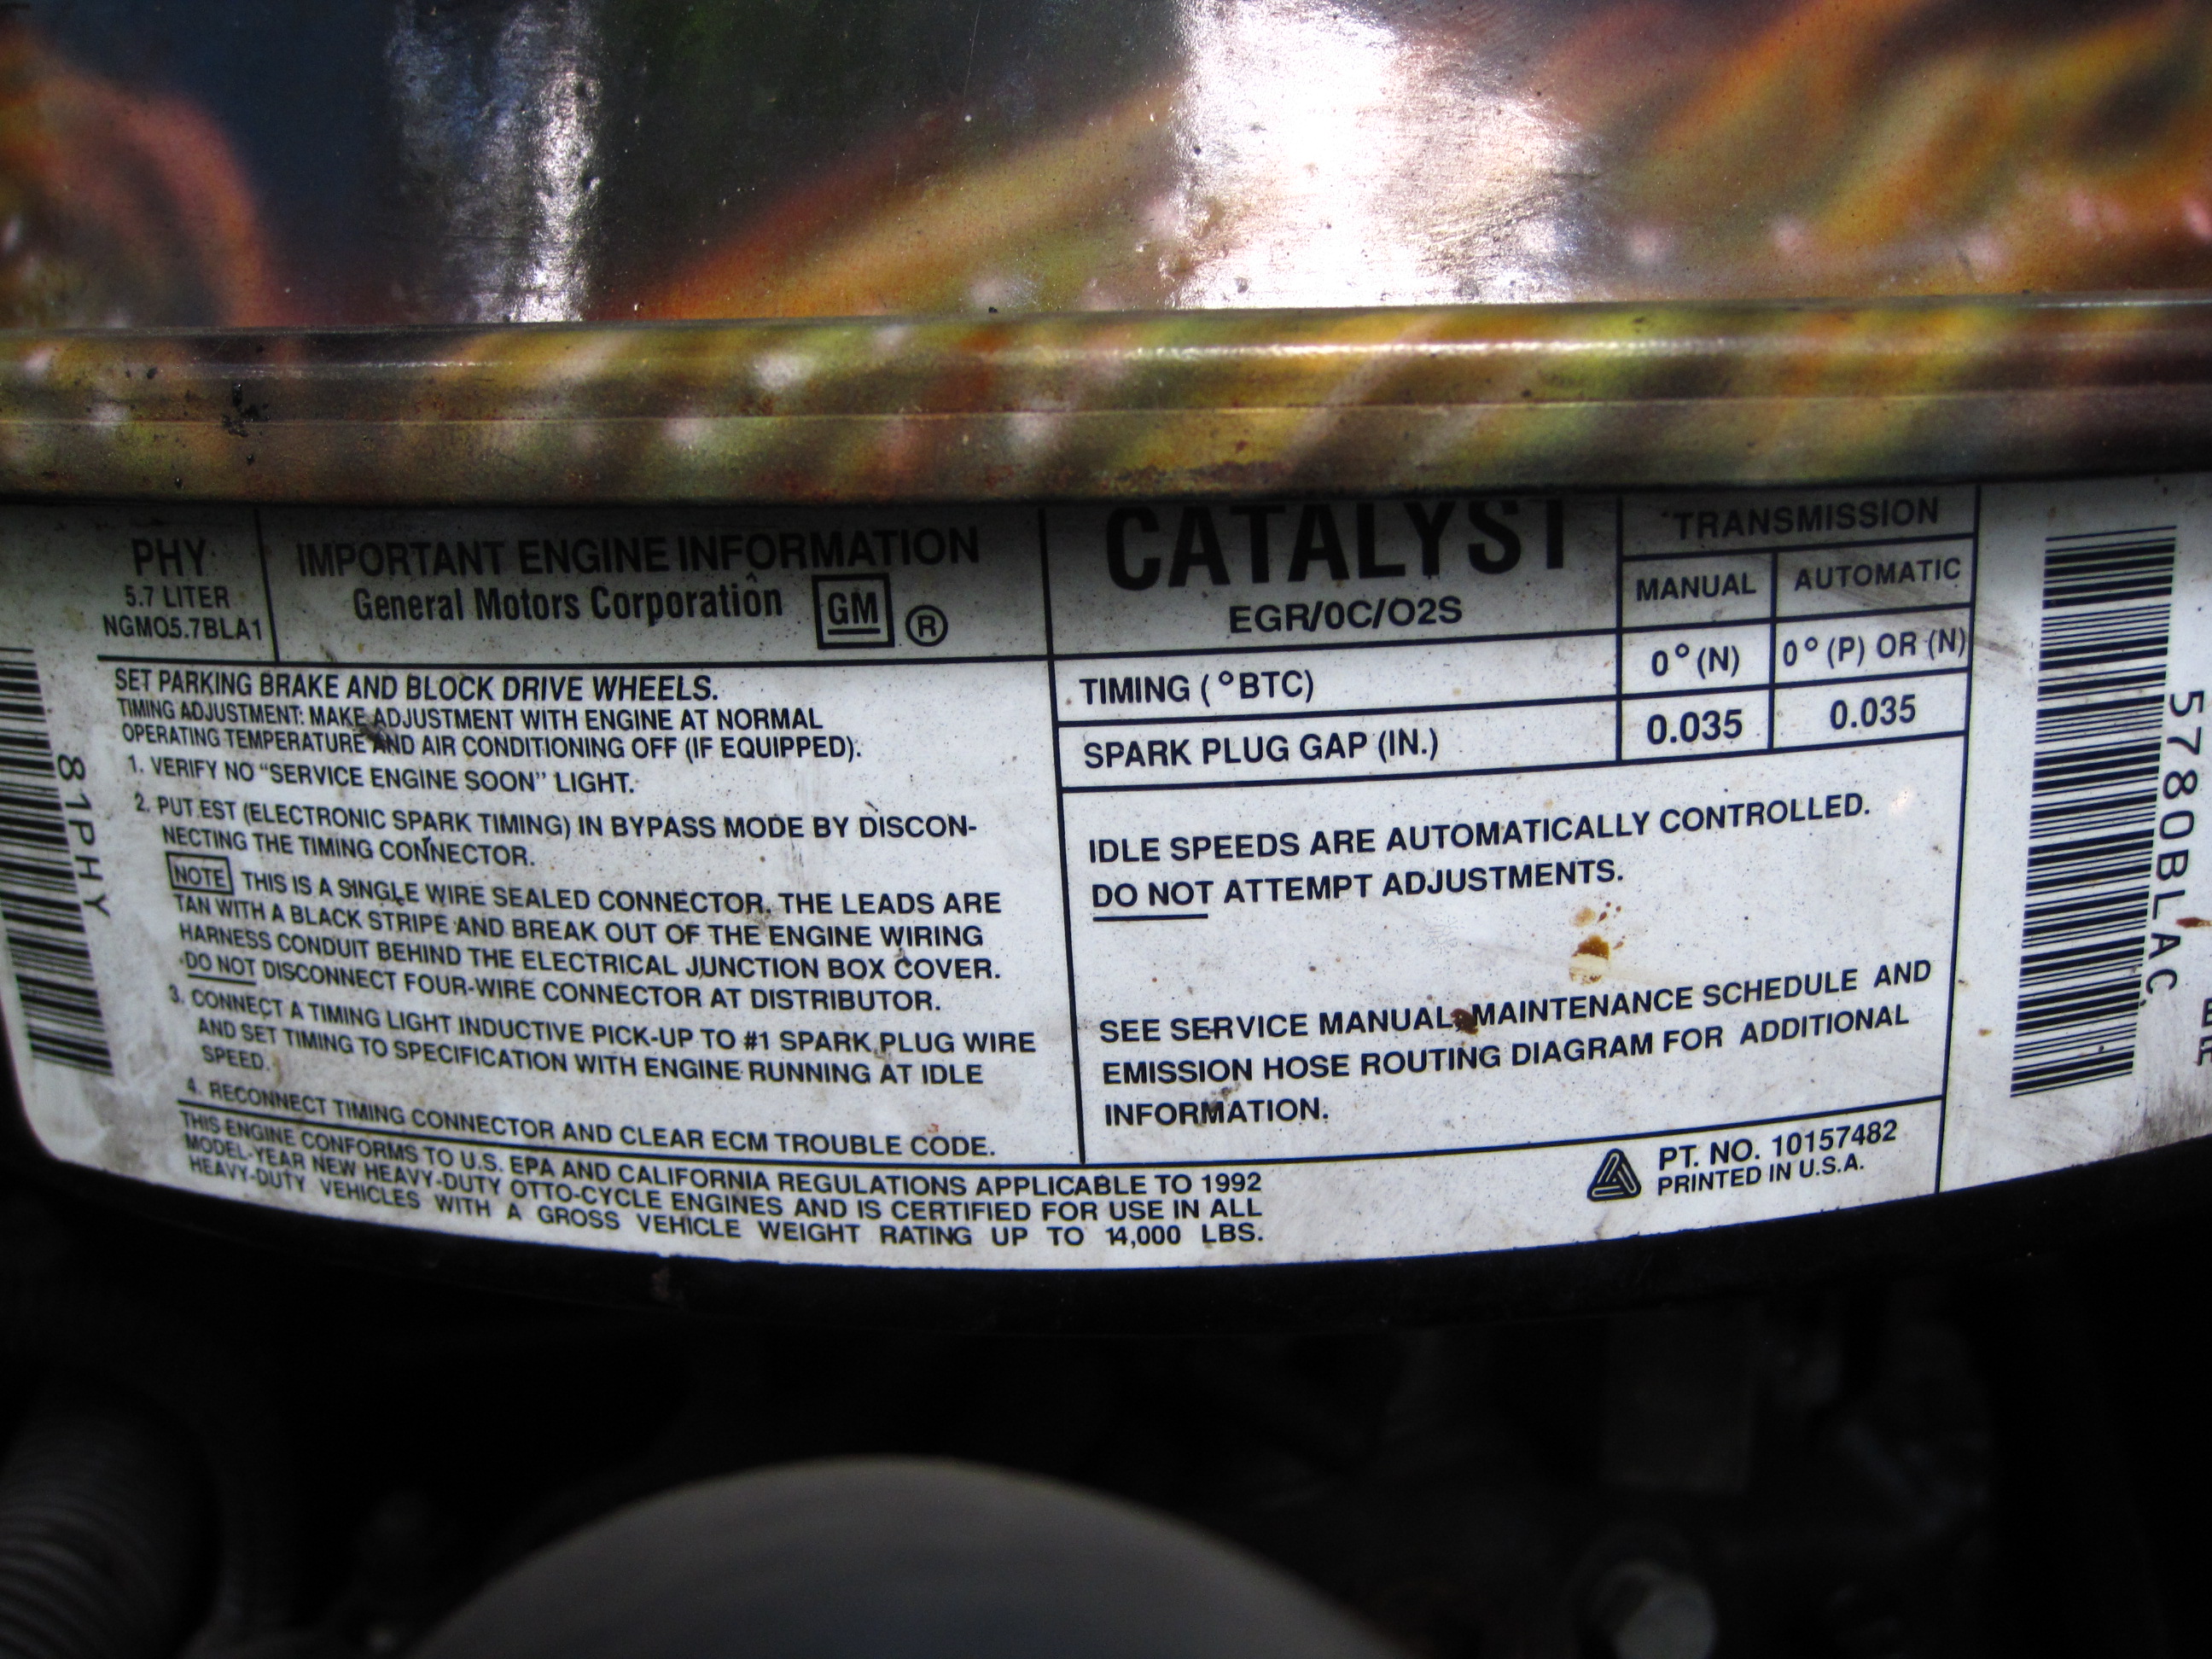 PHY
5.7 LITER
NGM05.7BLA1
IMPORTANT ENGINE INFORMATION
General Motors Corporation GM ®
CATALYST
EGR/0C/O2S
TRANSMISSION
MANUAL AUTOMATIC
TIMING (°BTC) 0° (N) 0° (P) OR (N)
SPARK PLUG GAP (IN.) 0.035 0.035
SET PARKING BRAKE AND BLOCK DRIVE WHEELS.
TIMING ADJUSTMENT: MAKE ADJUSTMENT WITH ENGINE AT NORMAL
OPERATING TEMPERATURE AND AIR CONDITIONING OFF (IF EQUIPPED).
1. VERIFY NO “SERVICE ENGINE SOON” LIGHT.
2. PUT EST (ELECTRONIC SPARK TIMING) IN BYPASS MODE BY DISCON-
NECTING THE TIMING CONNECTOR.
NOTE THIS IS A SINGLE WIRE SEALED CONNECTOR. THE LEADS ARE
TAN WITH A BLACK STRIPE AND BREAK OUT OF THE ENGINE WIRING
HARNESS CONDUIT BEHIND THE ELECTRICAL JUNCTION BOX COVER.
DO NOT DISCONNECT FOUR-WIRE CONNECTOR AT DISTRIBUTOR.
3. CONNECT A TIMING LIGHT INDUCTIVE PICK-UP TO #1 SPARK PLUG WIRE
AND SET TIMING TO SPECIFICATION WITH ENGINE RUNNING AT IDLE
SPEED.
4. RECONNECT TIMING CONNECTOR AND CLEAR ECM TROUBLE CODE.
IDLE SPEEDS ARE AUTOMATICALLY CONTROLLED.
DO NOT ATTEMPT ADJUSTMENTS.
SEE SERVICE MANUAL, MAINTENANCE SCHEDULE AND
EMISSION HOSE ROUTING DIAGRAM FOR ADDITIONAL
INFORMATION.
THIS ENGINE CONFORMS TO U.S. EPA AND CALIFORNIA REGULATIONS APPLICABLE TO 1992
MODEL-YEAR NEW HEAVY-DUTY OTTO-CYCLE ENGINES AND IS CERTIFIED FOR USE IN ALL
HEAVY-DUTY VEHICLES WITH A GROSS VEHICLE WEIGHT RATING UP TO 14,000 LBS.
PT. NO. 10157482
PRINTED IN U.S.A.
81PHY
5780BLAC